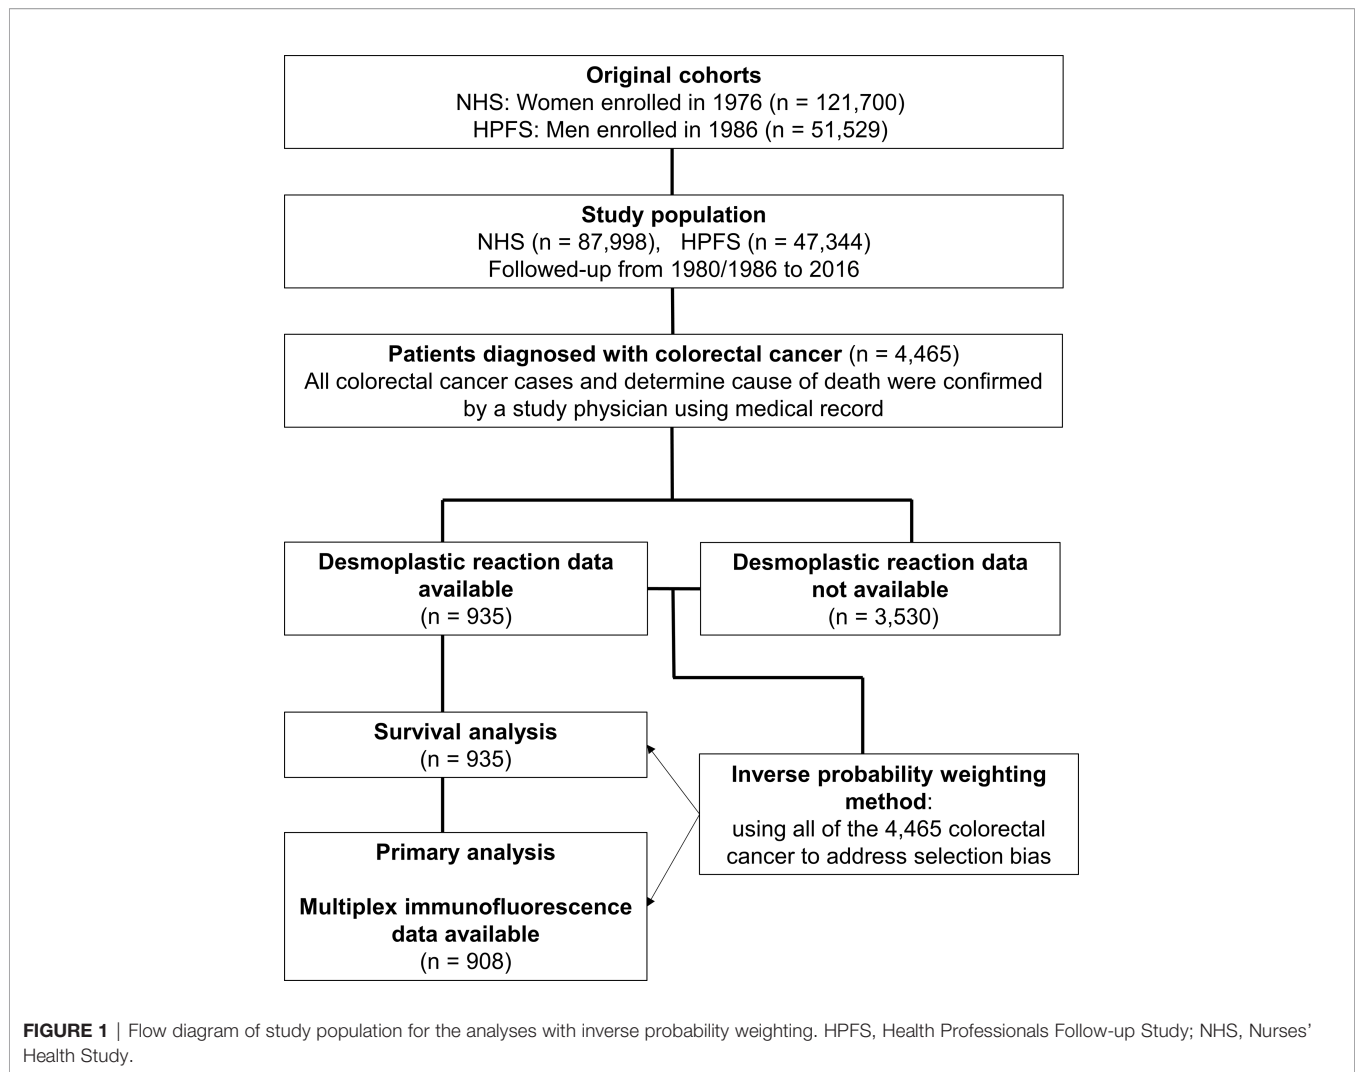 Original cohorts
NHS: Women enrolled in 1976 (n = 121,700)
HPFS: Men enrolled in 1986 (n = 51,529)
Study population
NHS (n = 87,998), HPFS (n = 47,344)
Followed-up from 1980/1986 to 2016
Patients diagnosed with colorectal cancer (n = 4,465)
All colorectal cancer cases and determine cause of death were confirmed
by a study physician using medical record
Desmoplastic reaction data
available
(n = 935)
Desmoplastic reaction data
not available
(n = 3,530)
Survival analysis
(n = 935)
Inverse probability weighting
method:
using all of the 4,465 colorectal
cancer to address selection bias
Primary analysis
Multiplex immunofluorescence
data available
(n = 908)
FIGURE 1 | Flow diagram of study population for the analyses with inverse probability weighting. HPFS, Health Professionals Follow-up Study; NHS, Nurses’
Health Study.